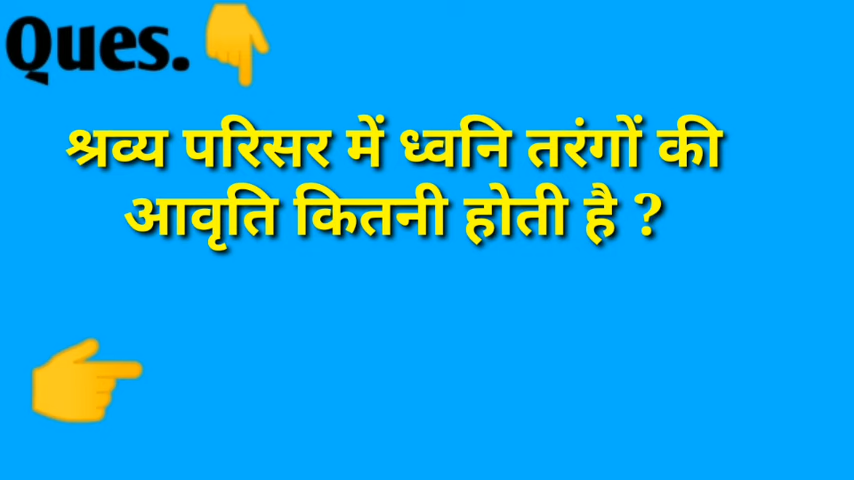 Ques.
श्रव्य परिसर में ध्वनि तरंगों की
आवृति कितनी होती है ?